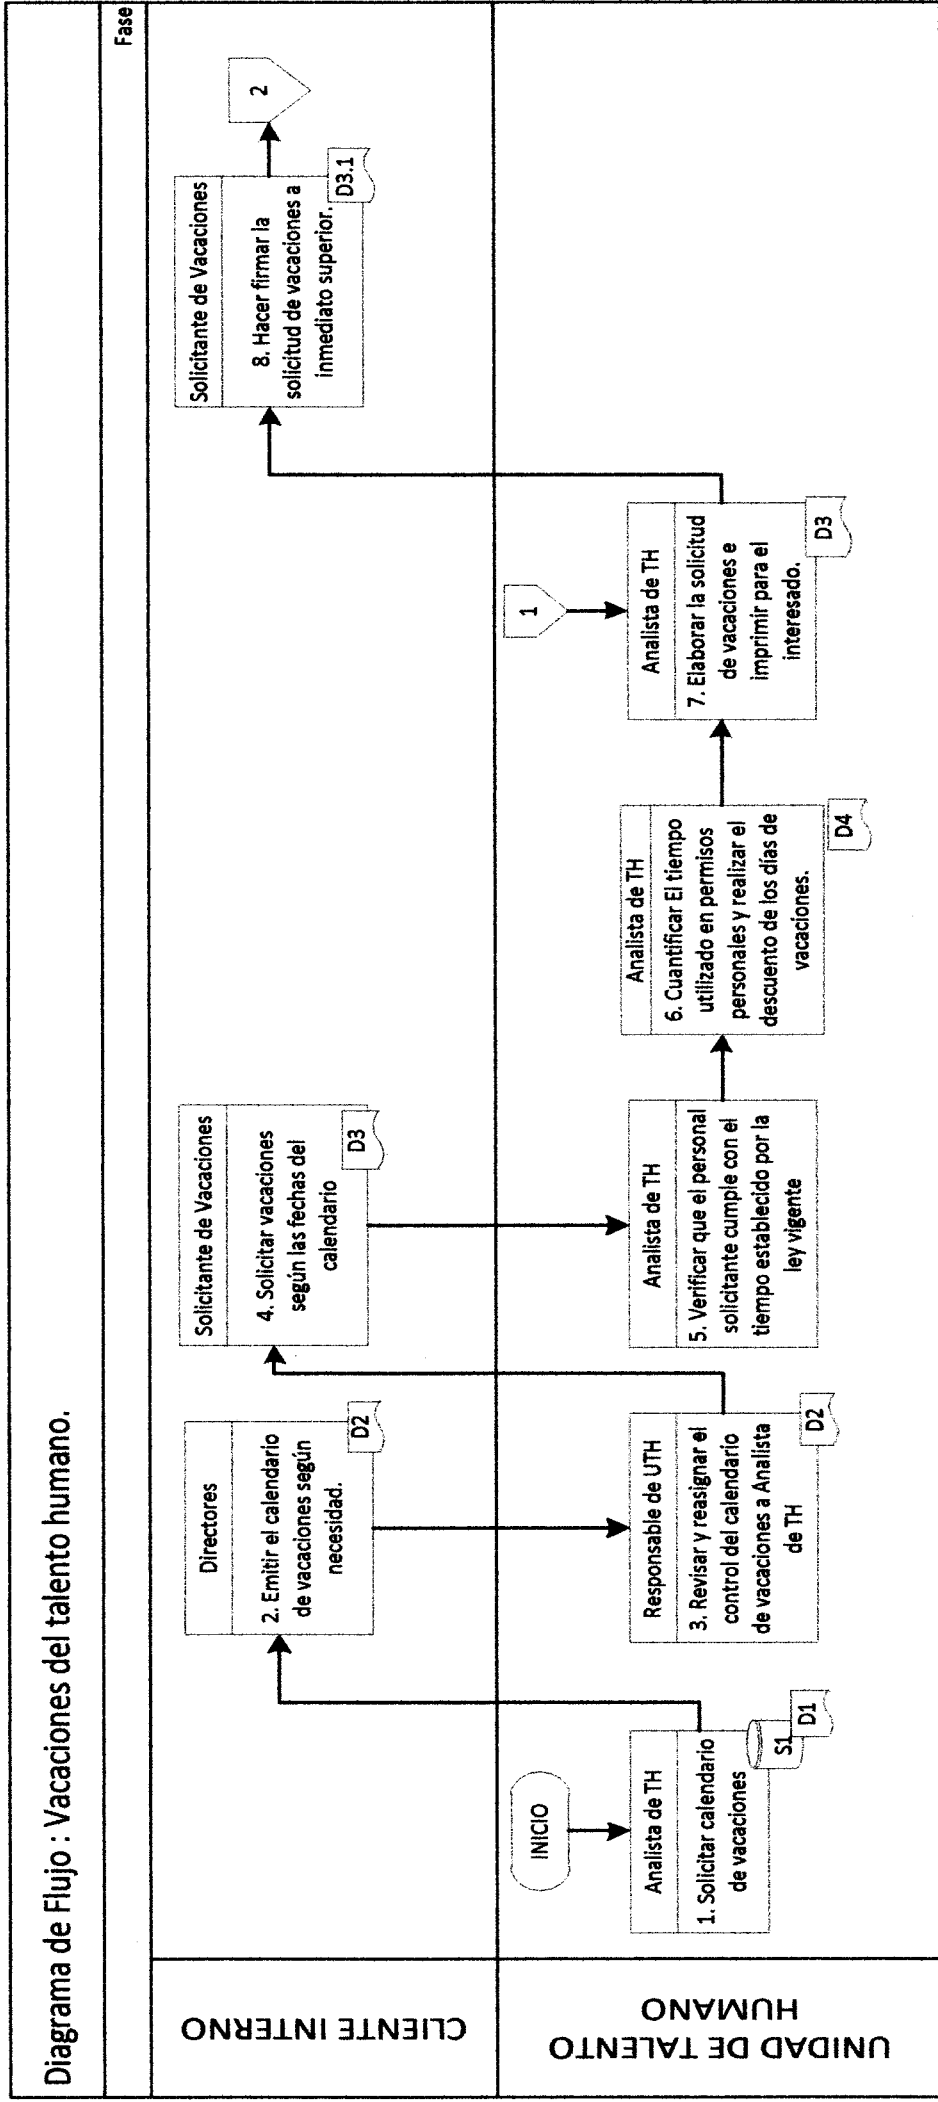 Diagrama de Flujo : Vacaciones del talento humano.
Fase
CLIENTE INTERNO
Directores
2. Emitir el calendario
de vacaciones según
necesidad.
D2
Solicitante de Vacaciones
4. Solicitar vacaciones
según las fechas del
calendario
D3
Solicitante de Vacaciones
8. Hacer firmar la
solicitud de vacaciones a
inmediato superior.
D3.1
2
UNIDAD DE TALENTO
HUMANO
INICIO
Analista de TH
1. Solicitar calendario
de vacaciones
S1
D1
Responsable de UTH
3. Revisar y reasignar el
control del calendario
de vacaciones a Analista
de TH
D2
Analista de TH
5. Verificar que el personal
solicitante cumple con el
tiempo establecido por la
ley vigente
Analista de TH
6. Cuantificar El tiempo
utilizado en permisos
personales y realizar el
descuento de los días de
vacaciones.
D4
1
Analista de TH
7. Elaborar la solicitud
de vacaciones e
imprimir para el
interesado.
D3